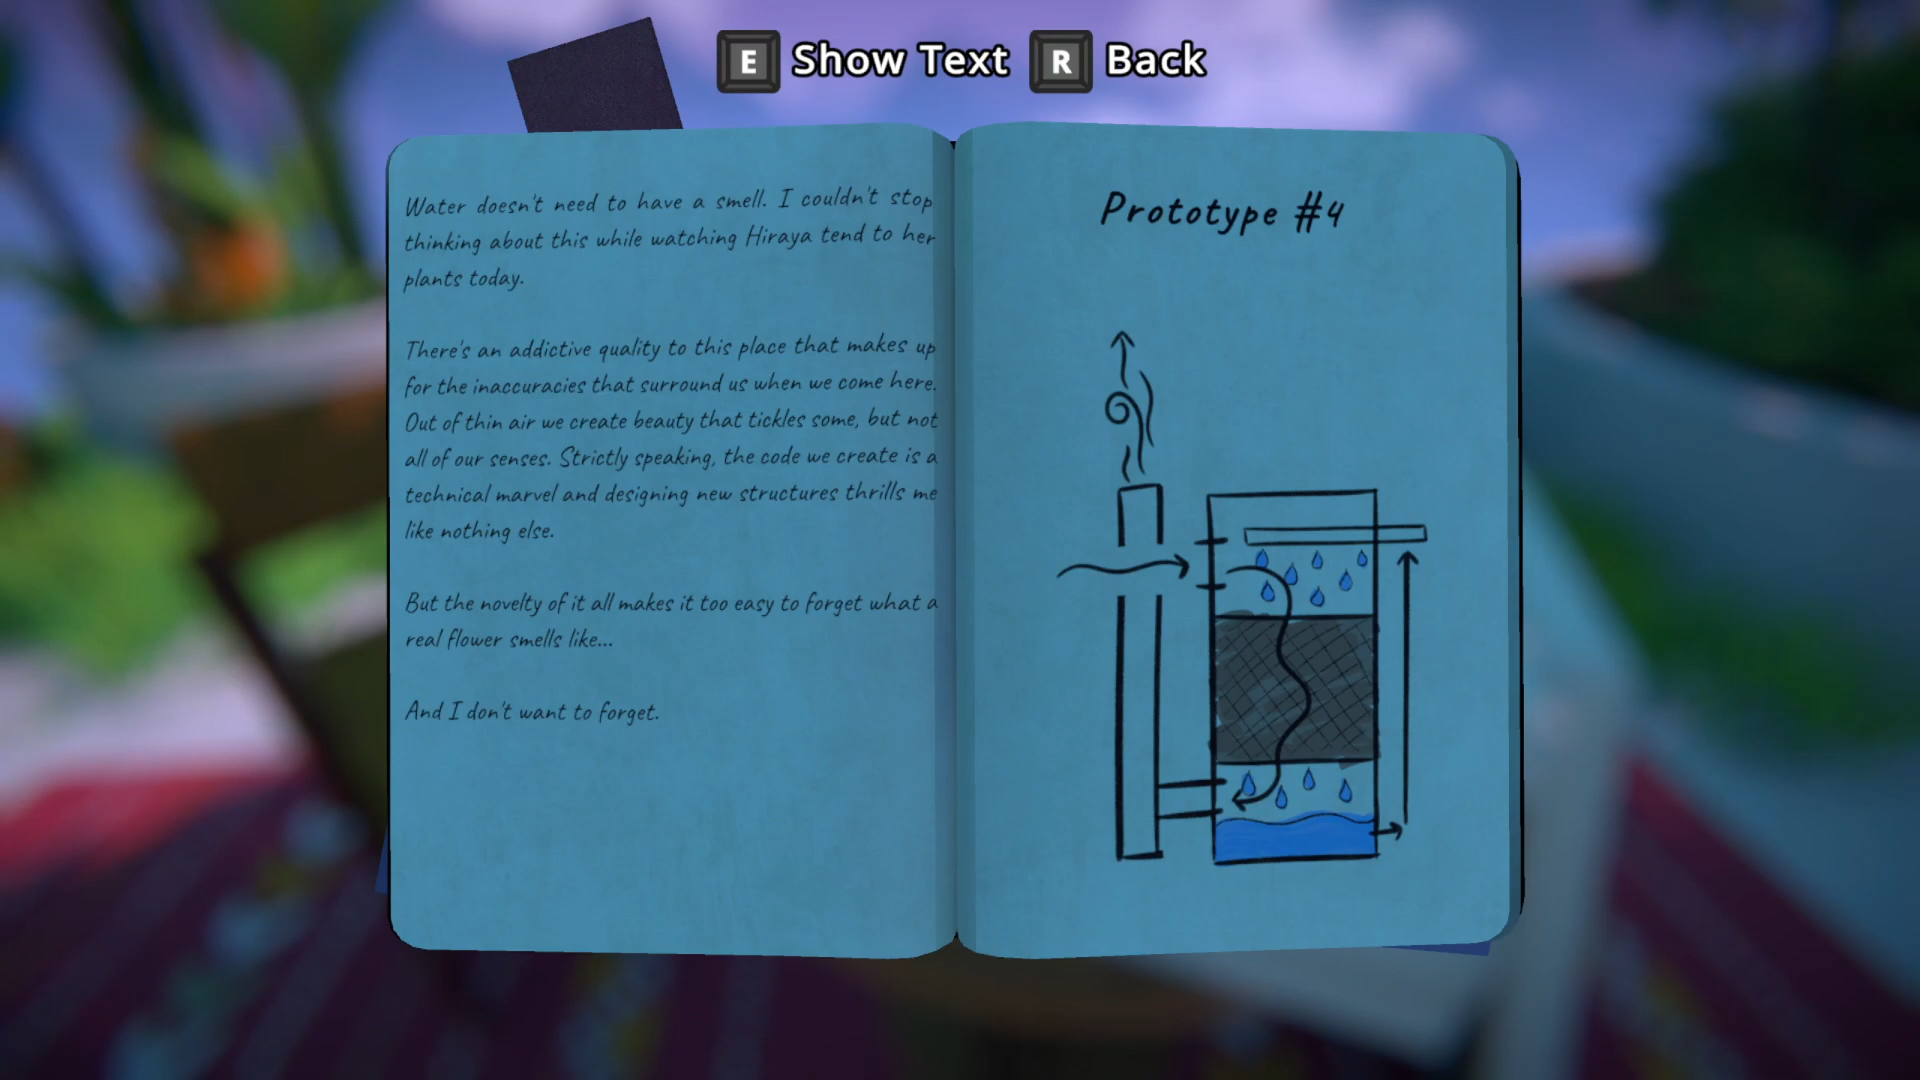 E Show Text R Back
Water doesn't need to have a smell. I couldn't stop
thinking about this while watching Hiraya tend to her
plants today.
There's an addictive quality to this place that makes up
for the inaccuracies that surround us when we come here.
Out of thin air we create beauty that tickles some, but not
all of our senses. Strictly speaking, the code we create is a
technical marvel and designing new structures thrills me
like nothing else.
But the novelty of it all makes it too easy to forget what a
real flower smells like...
And I don't want to forget.
Prototype #4